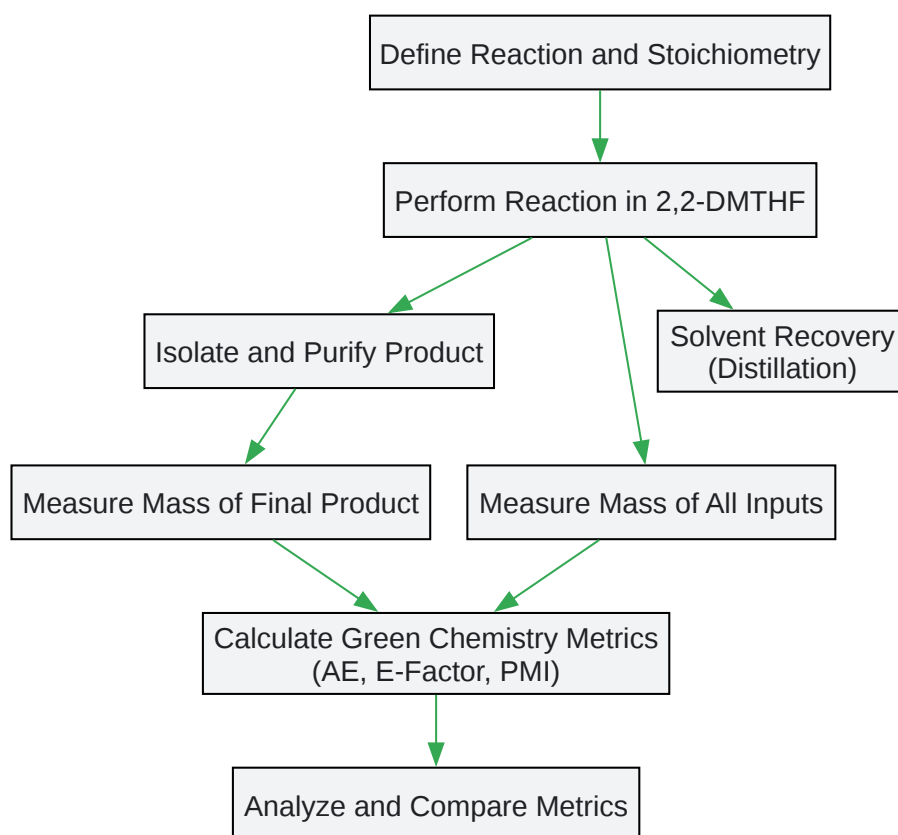 Define Reaction and Stoichiometry
Perform Reaction in 2,2-DMTHF
Isolate and Purify Product
Solvent Recovery
(Distillation)
Measure Mass of Final Product
Measure Mass of All Inputs
Calculate Green Chemistry Metrics
(AE, E-Factor, PMI)
Analyze and Compare Metrics